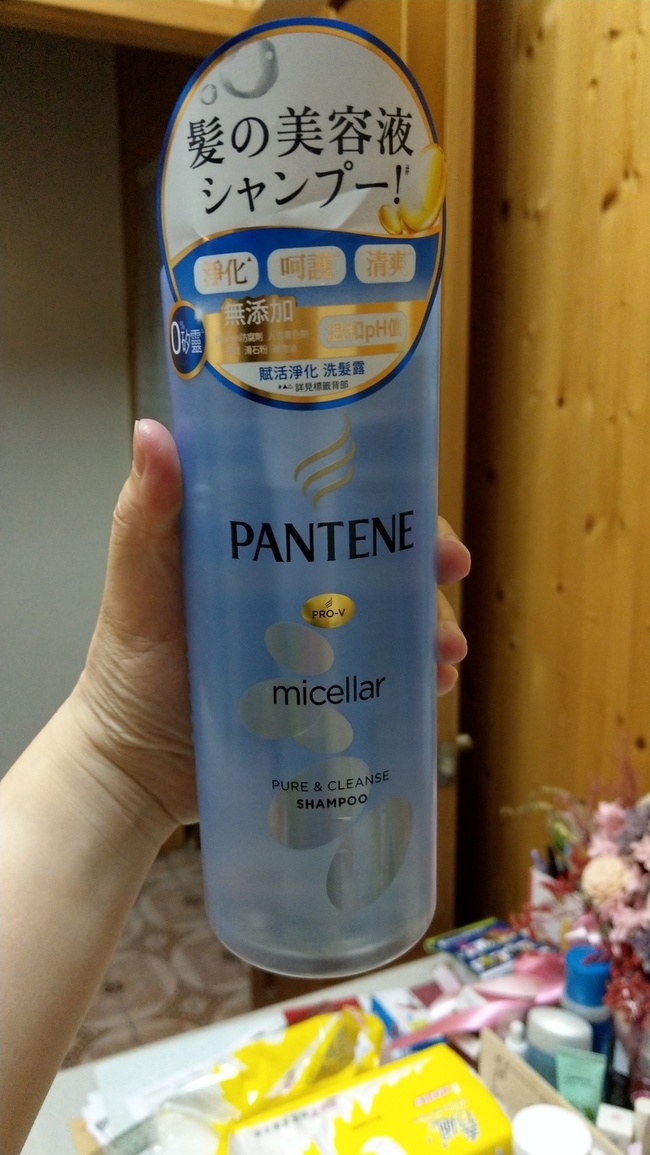 髪の美容液
シャンプー!#
淨化 呵護 清爽
0%矽靈
無添加
溫和pH值
賦活淨化 洗髮露
詳見標籤背部
PANTENE
PRO-V
micellar
PURE & CLEANSE
SHAMPOO